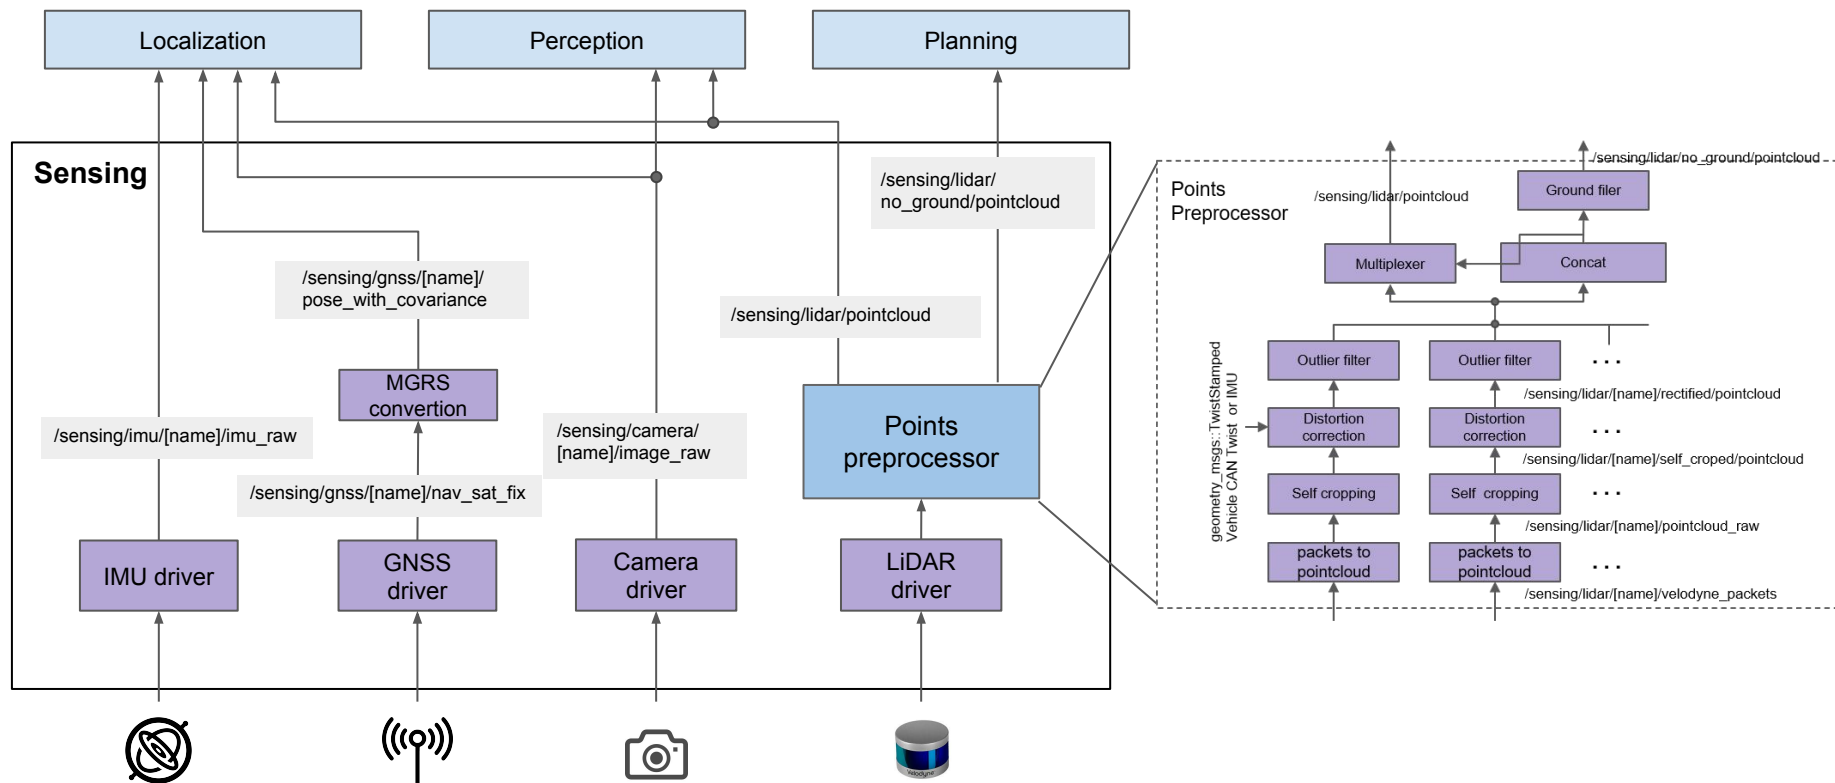 Localization
Perception
Planning
Sensing
/sensing/lidar/
no_ground/pointcloud
/sensing/gnss/[name]/
pose_with_covariance
/sensing/lidar/pointcloud
MGRS
convertion
/sensing/imu/[name]/imu_raw
/sensing/camera/
[name]/image_raw
Points
preprocessor
/sensing/gnss/[name]/nav_sat_fix
IMU driver
GNSS
driver
Camera
driver
LiDAR
driver
Velodyne
Points
Preprocessor
/sensing/lidar/no_ground/pointcloud
Ground filer
/sensing/lidar/pointcloud
Multiplexer
Concat
geometry_msgs::TwistStamped
Vehicle CAN Twist or IMU
Outlier filter
Outlier filter
...
/sensing/lidar/[name]/rectified/pointcloud
Distortion
correction
Distortion
correction
...
/sensing/lidar/[name]/self_croped/pointcloud
Self cropping
Self cropping
...
/sensing/lidar/[name]/pointcloud_raw
packets to
pointcloud
packets to
pointcloud
...
/sensing/lidar/[name]/velodyne_packets